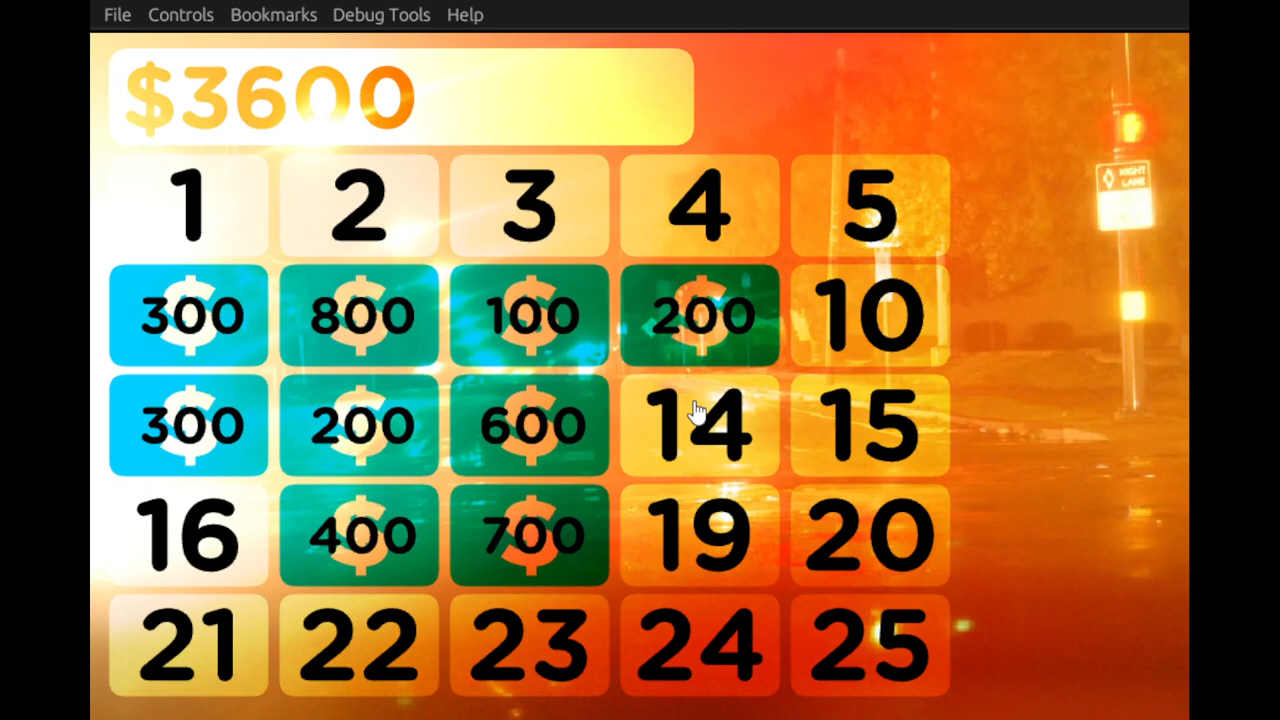 File Controls Bookmarks Debug Tools Help
$3600
1 2 3 4 5
300 800 100 200 10
300 200 600 14 15
16 400 700 19 20
21 22 23 24 25
RIGHT
LANE